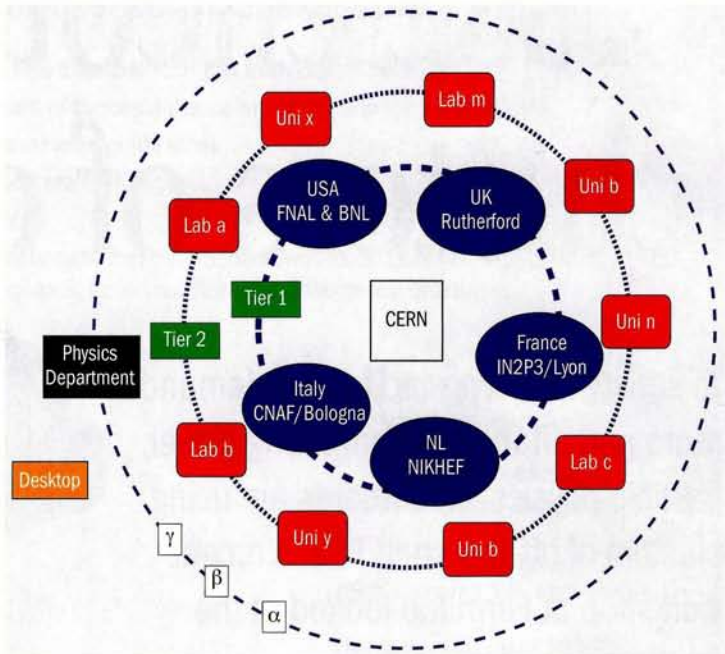 Lab m
Uni x
USA
FNAL & BNL
UK
Rutherford
Uni b
Lab a
Tier 1
CERN
Uni n
Tier 2
Physics
Department
France
IN2P3/Lyon
Italy
CNAF/Bologna
NL
NIKHEF
Lab b
Lab c
Desktop
Uni y
Uni b
γ
β
α